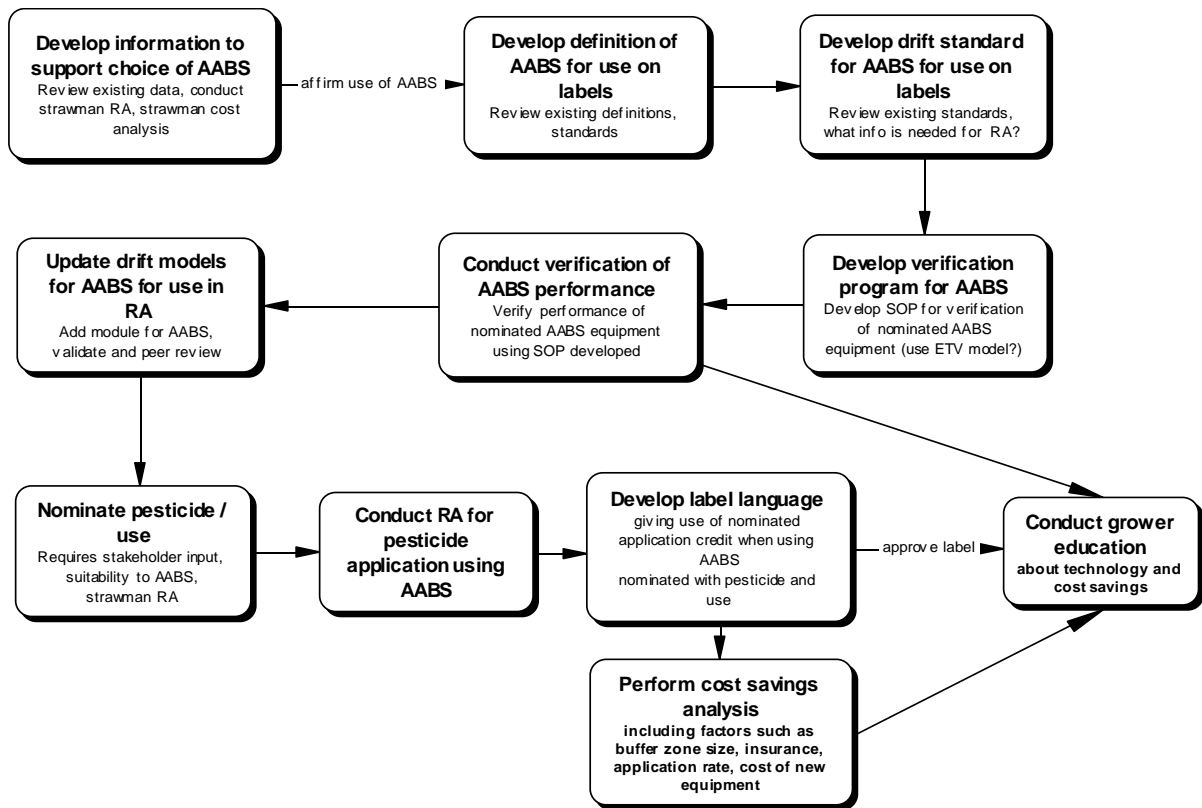 Develop information to
support choice of AABS
Review existing data, conduct
strawman RA, strawman cost
analysis
affirm use of AABS
Develop definition of
AABS for use on
labels
Review existing definitions,
standards
Develop drift standard
for AABS for use on
labels
Review existing standards,
what info is needed for RA?
Update drift models
for AABS for use in
RA
Add module for AABS,
validate and peer review
Conduct verification of
AABS performance
Verify performance of
nominated AABS equipment
using SOP developed
Develop verification
program for AABS
Develop SOP for verification
of nominated AABS
equipment (use ETV model?)
Nominate pesticide /
use
Requires stakeholder input,
suitability to AABS,
strawman RA
Conduct RA for
pesticide
application using
AABS
Develop label language
giving use of nominated
application credit when using
AABS
nominated with pesticide and
use
approve label
Conduct grower
education
about technology and
cost savings
Perform cost savings
analysis
including factors such as
buffer zone size, insurance,
application rate, cost of new
equipment